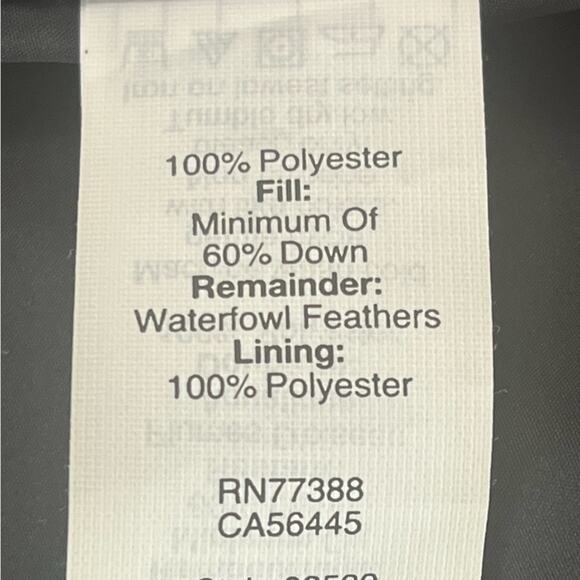 100% Polyester
Fill:
Minimum Of
60% Down
Remainder:
Waterfowl Feathers
Lining:
100% Polyester
RN77388
CA56445